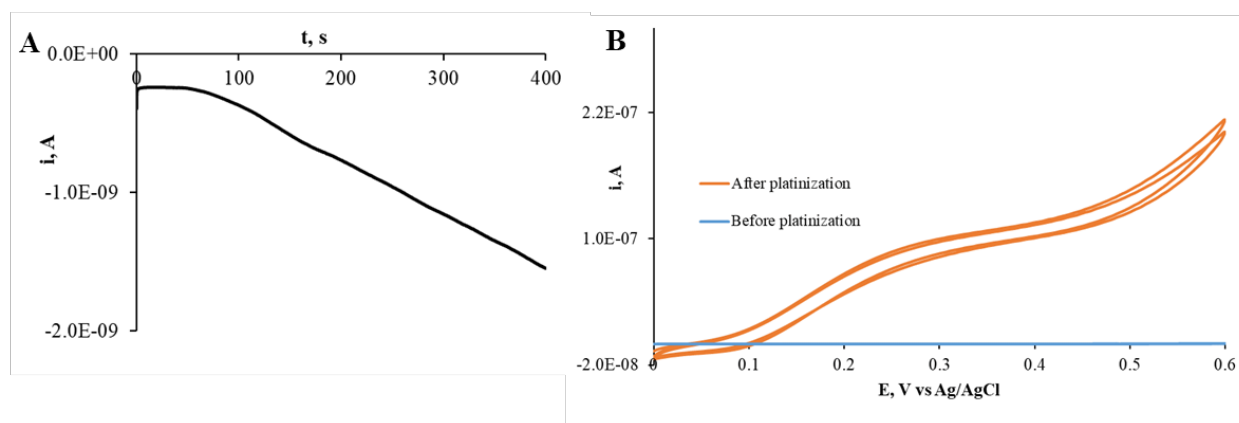 A
t, s
0.0E+00
0
100
200
300
400
i, A
-1.0E-09
-2.0E-09
B
2.2E-07
i, A
After platinization
Before platinization
1.0E-07
-2.0E-08
0
0.1
0.2
0.3
0.4
0.5
0.6
E, V vs Ag/AgCl